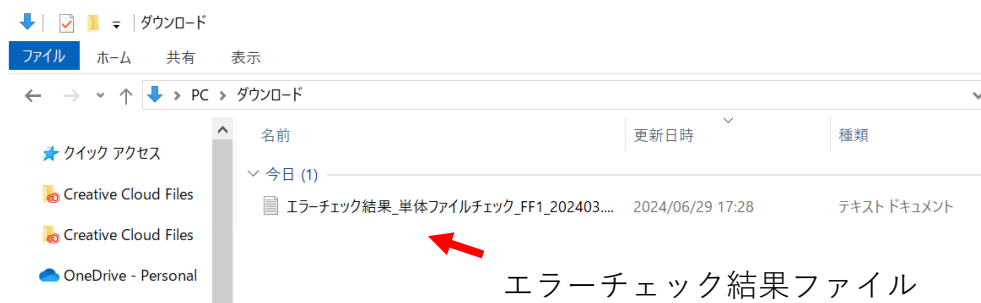 ダウンロード
ファイル ホーム 共有 表示
PC ダウンロード
名前 更新日時 種類
クイック アクセス
今日 (1)
Creative Cloud Files
エラーチェック結果_単体ファイルチェック_FF1_202403.... 2024/06/29 17:28 テキスト ドキュメント
Creative Cloud Files
OneDrive - Personal
エラーチェック結果ファイル